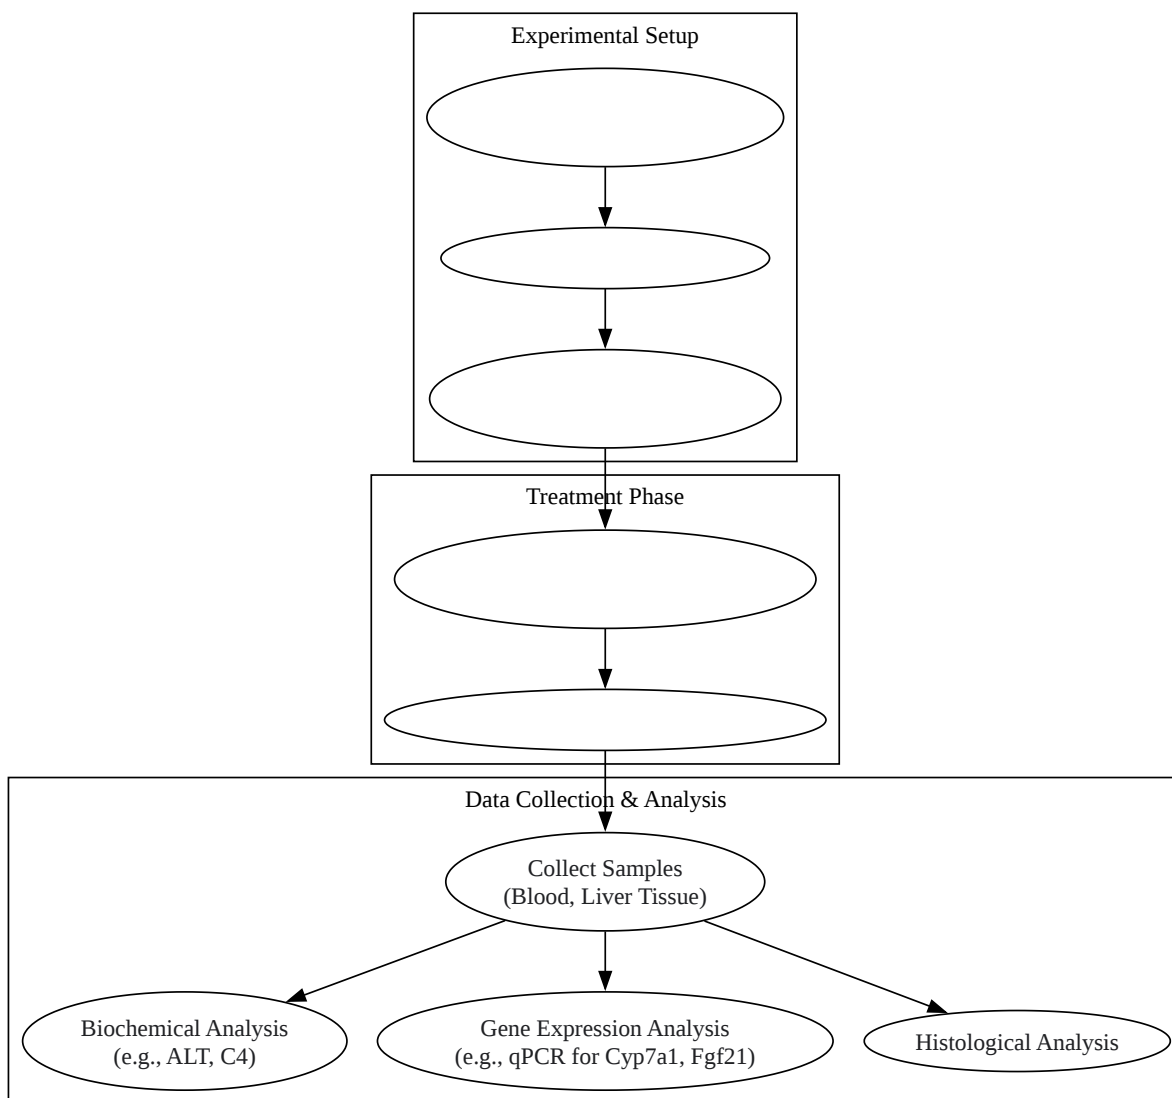 Experimental Setup
Treatment Phase
Data Collection & Analysis
Collect Samples
(Blood, Liver Tissue)
Biochemical Analysis
(e.g., ALT, C4)
Gene Expression Analysis
(e.g., qPCR for Cyp7a1, Fgf21)
Histological Analysis